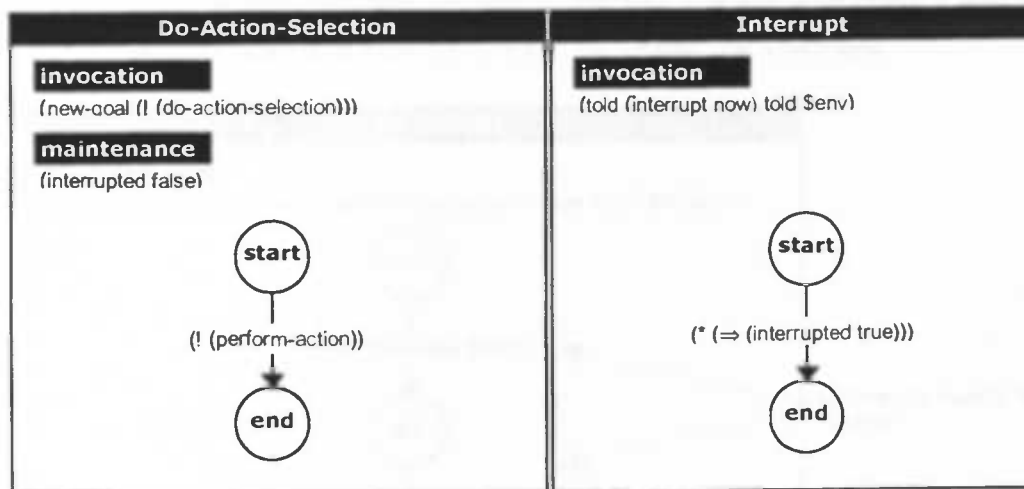 Do-Action-Selection
invocation
(new-goal (! (do-action-selection)))
maintenance
(interrupted false)
start
(! (perform-action))
end
Interrupt
invocation
(told (interrupt now) told $env)
start
(* (⇒ (interrupted true)))
end